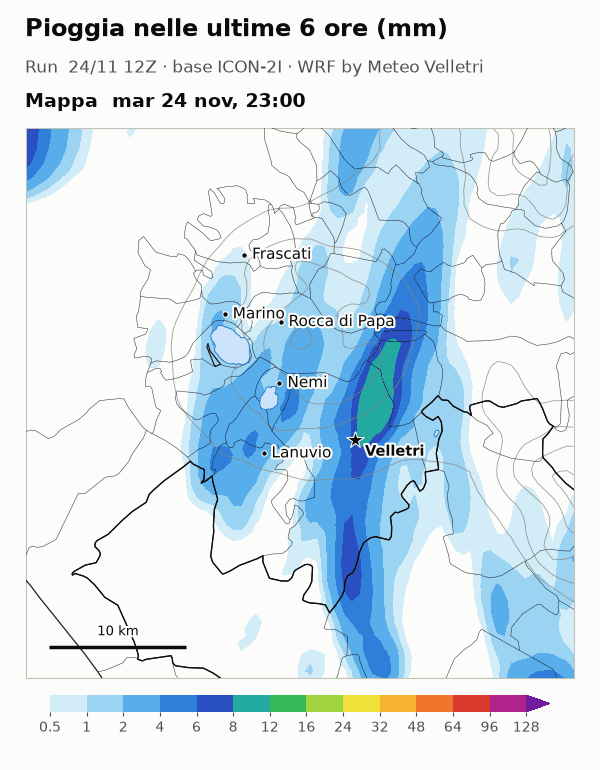 Pioggia nelle ultime 6 ore (mm)
Run  24/11 12Z · base ICON-2I · WRF by Meteo Velletri
Mappa  mar 24 nov, 23:00
Frascati
Marino
Rocca di Papa
Nemi
Velletri
Lanuvio
10 km
0.5 1 2 4 6 8 12 16 24 32 48 64 96 128